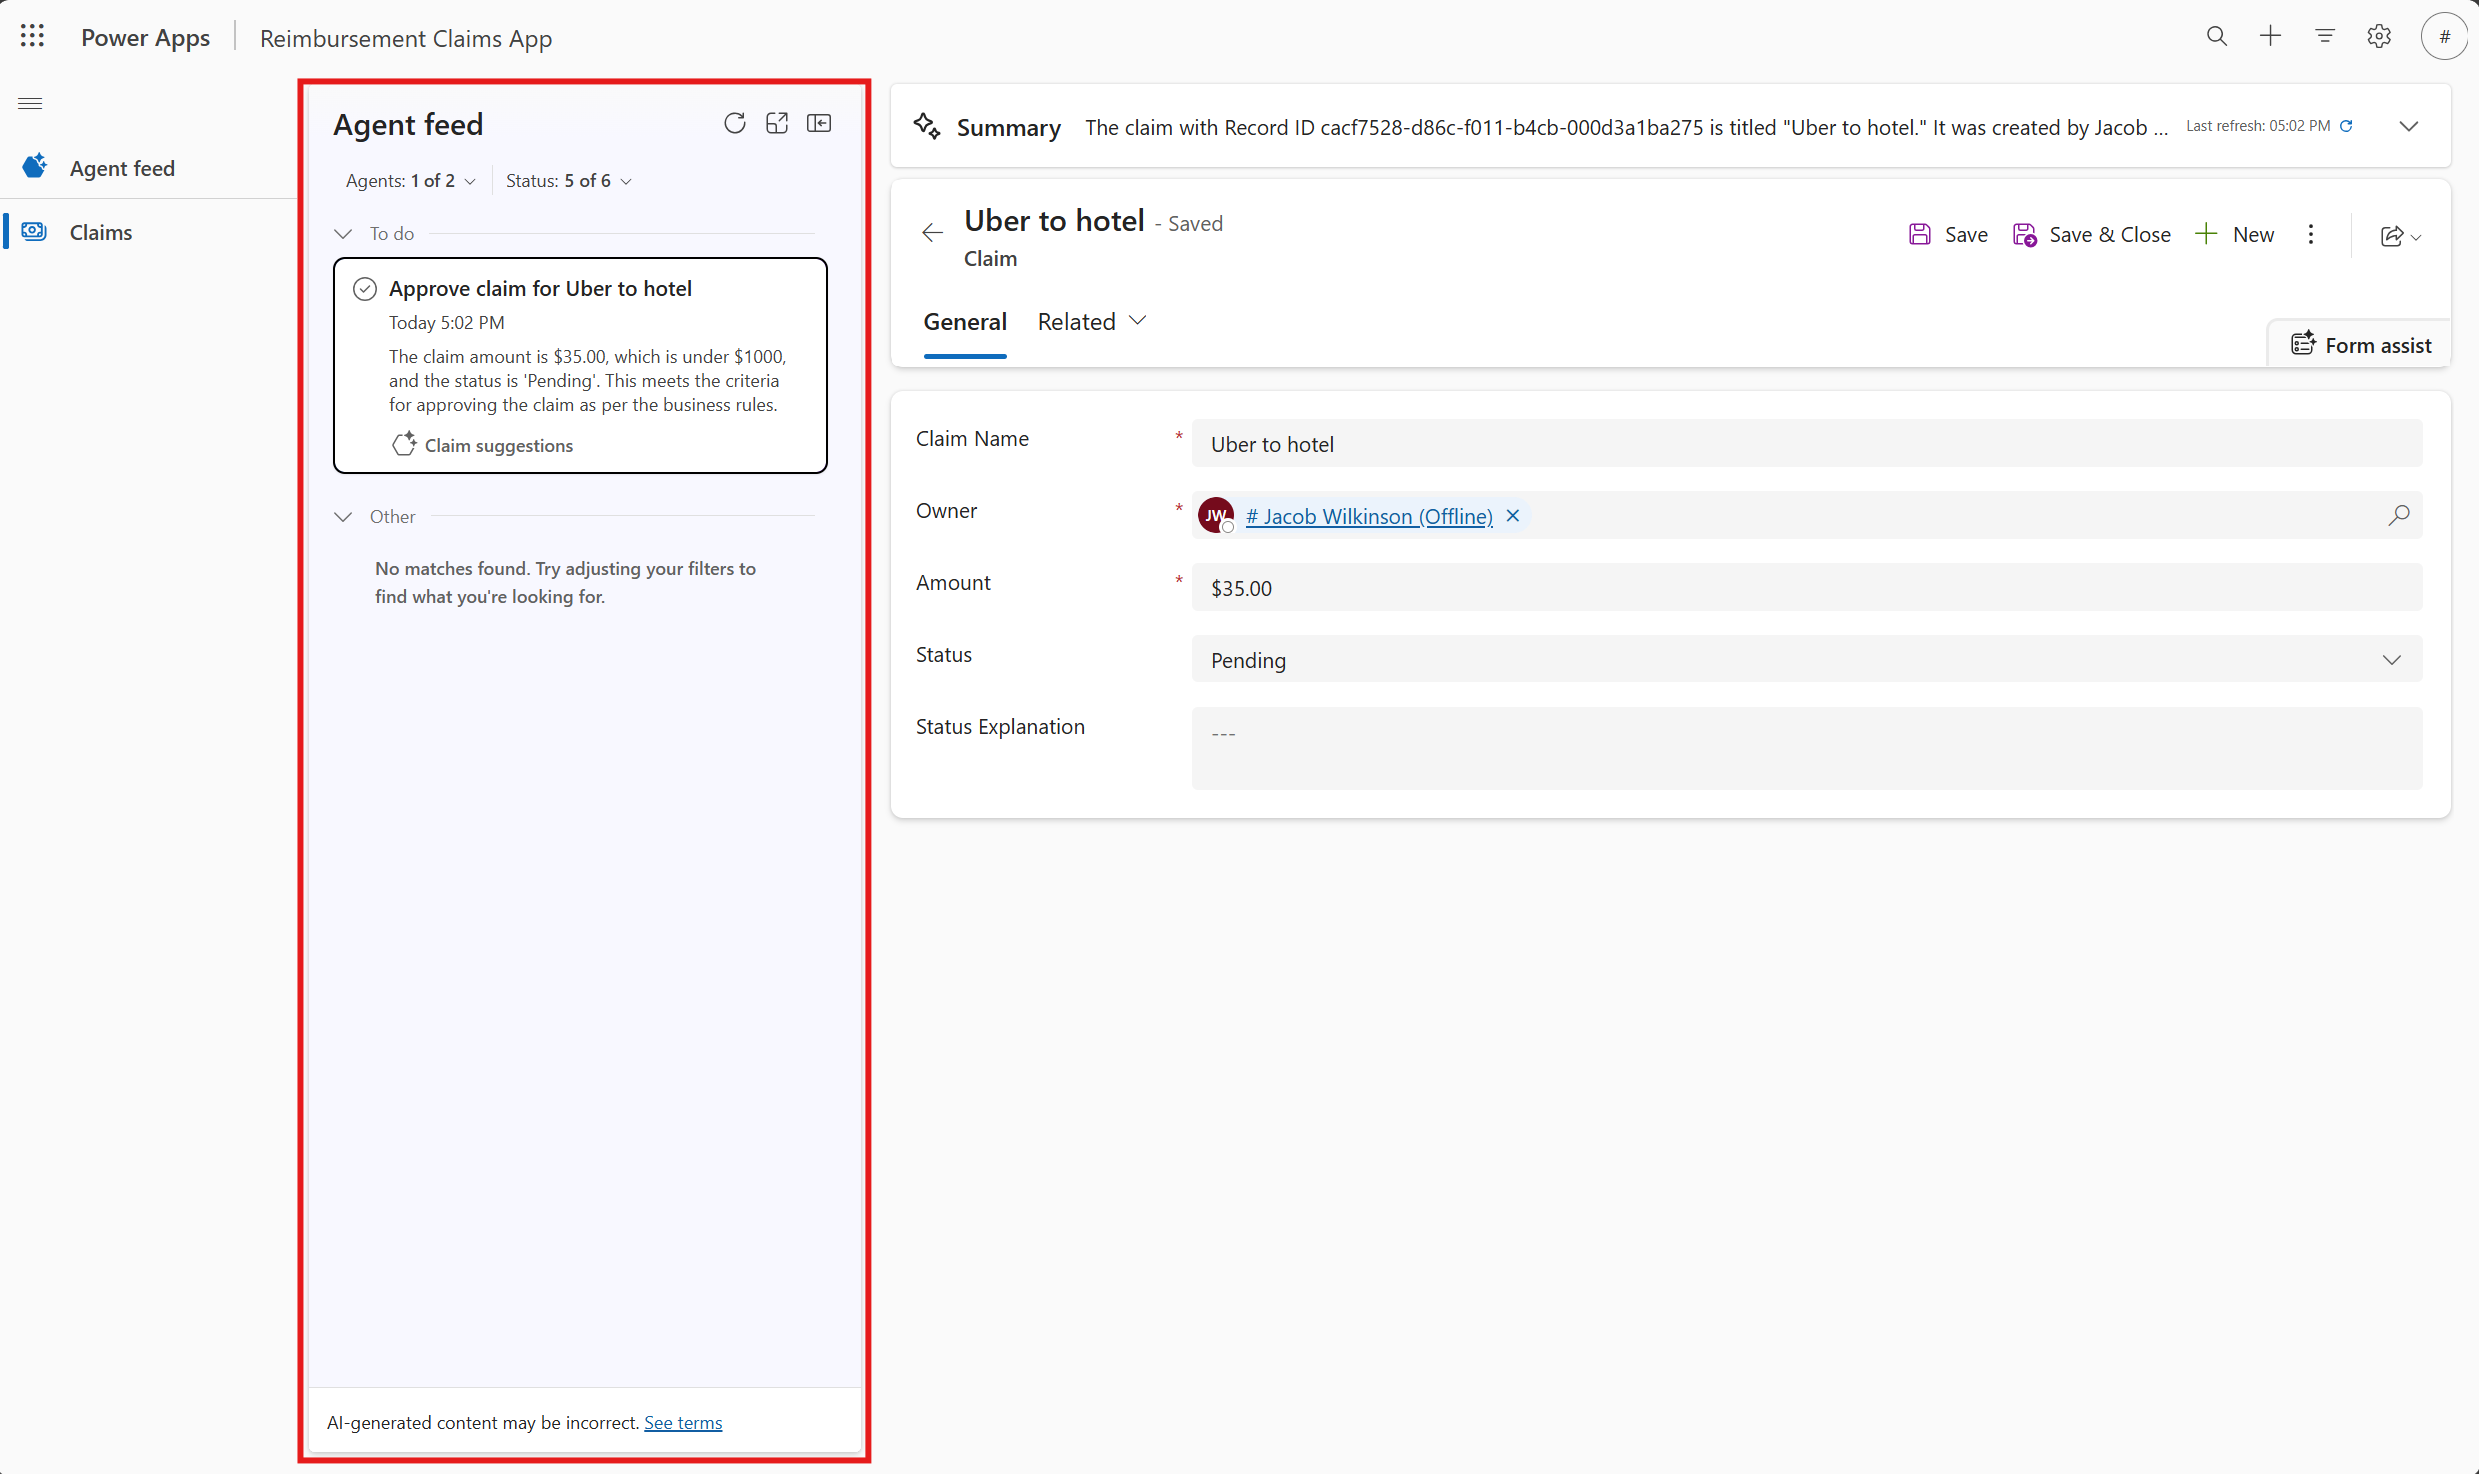 Power Apps
Reimbursement Claims App
#
Agent feed
Claims
Agent feed
Agents: 1 of 2
Status: 5 of 6
To do
Approve claim for Uber to hotel
Today 5:02 PM
The claim amount is $35.00, which is under $1000,
and the status is 'Pending'. This meets the criteria
for approving the claim as per the business rules.
Claim suggestions
Other
No matches found. Try adjusting your filters to
find what you're looking for.
AI-generated content may be incorrect. See terms
Summary
The claim with Record ID cacf7528-d86c-f011-b4cb-000d3a1ba275 is titled "Uber to hotel." It was created by Jacob ...
Last refresh: 05:02 PM
Uber to hotel - Saved
Claim
Save
Save & Close
New
General
Related
Form assist
Claim Name * Uber to hotel
Owner * JW # Jacob Wilkinson (Offline)
Amount * $35.00
Status Pending
Status Explanation ---